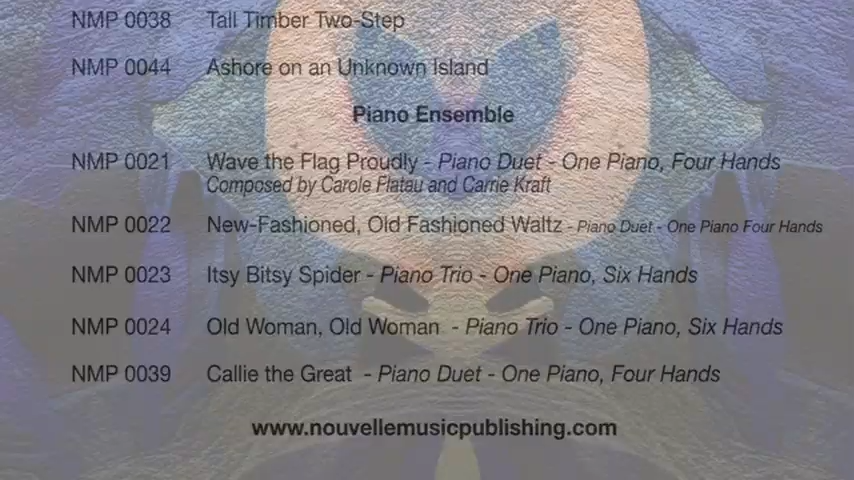 NMP 0038 Tall Timber Two-Step
NMP 0044 Ashore on an Unknown Island
Piano Ensemble
NMP 0021 Wave the Flag Proudly - Piano Duet - One Piano, Four Hands
Composed by Carole Flatau and Carrie Kraft
NMP 0022 New-Fashioned, Old Fashioned Waltz - Piano Duet - One Piano Four Hands
NMP 0023 Itsy Bitsy Spider - Piano Trio - One Piano, Six Hands
NMP 0024 Old Woman, Old Woman - Piano Trio - One Piano, Six Hands
NMP 0039 Callie the Great - Piano Duet - One Piano, Four Hands
www.nouvellemusicpublishing.com